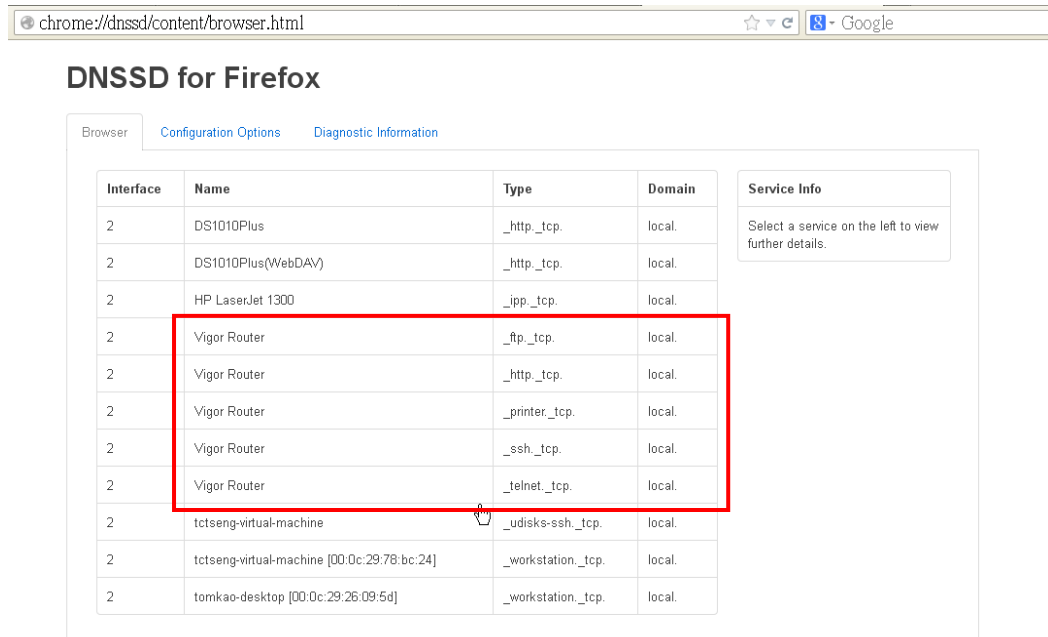 chrome://dnssd/content/browser.html
8 - Google
DNSSD for Firefox
Browser Configuration Options Diagnostic Information
Interface Name Type Domain
2 DS1010Plus _http._tcp. local.
2 DS1010Plus(WebDAV) _http._tcp. local.
2 HP LaserJet 1300 _ipp._tcp. local.
2 Vigor Router _ftp._tcp. local.
2 Vigor Router _http._tcp. local.
2 Vigor Router _printer._tcp. local.
2 Vigor Router _ssh._tcp. local.
2 Vigor Router _telnet._tcp. local.
2 tctseng-virtual-machine _udisks-ssh._tcp. local.
2 tctseng-virtual-machine [00:0c:29:78:bc:24] _workstation._tcp. local.
2 tomkao-desktop [00:0c:29:26:09:5d] _workstation._tcp. local.
Service Info
Select a service on the left to view
further details.